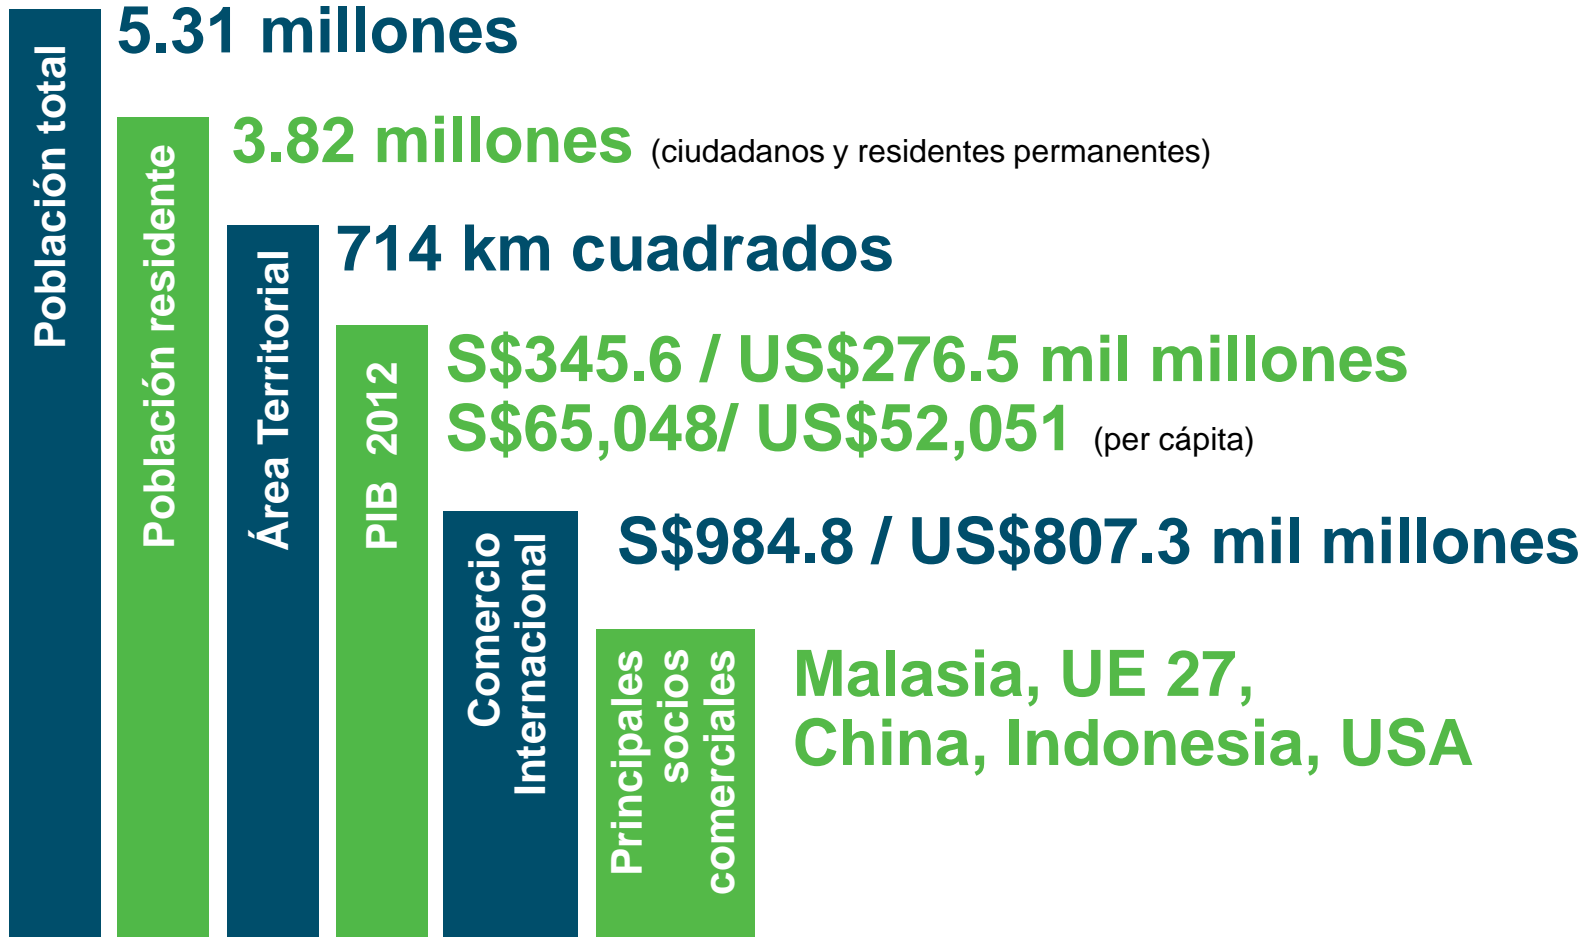 Población total
5.31 millones
Población residente
3.82 millones (ciudadanos y residentes permanentes)
Área Territorial
714 km cuadrados
PIB 2012
S$345.6 / US$276.5 mil millones
S$65,048/ US$52,051 (per cápita)
Comercio
Internacional
S$984.8 / US$807.3 mil millones
Principales
socios
comerciales
Malasia, UE 27,
China, Indonesia, USA